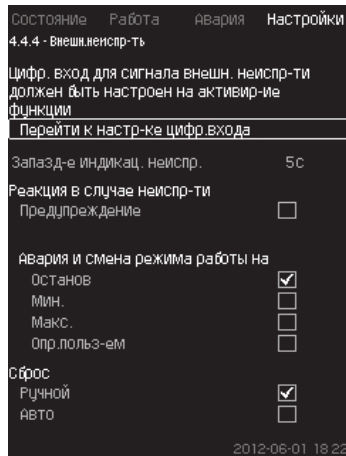 Состояние Работа Авария Настройки
4.4.4 - Внешн.неиспр-ть
Цифр. вход для сигнала внешн. неиспр-ти
должен быть настроен на активир-ие
функции
Перейти к настр-ке цифр.входа
Запазд-е индикац. неиспр. 5с
Реакция в случае неиспр-ти
Предупреждение
Авария и смена режима работы на
Останов
Мин.
Макс.
Опр.польз-ем
Сброс
Ручной
Авто
2012-06-01 18:22